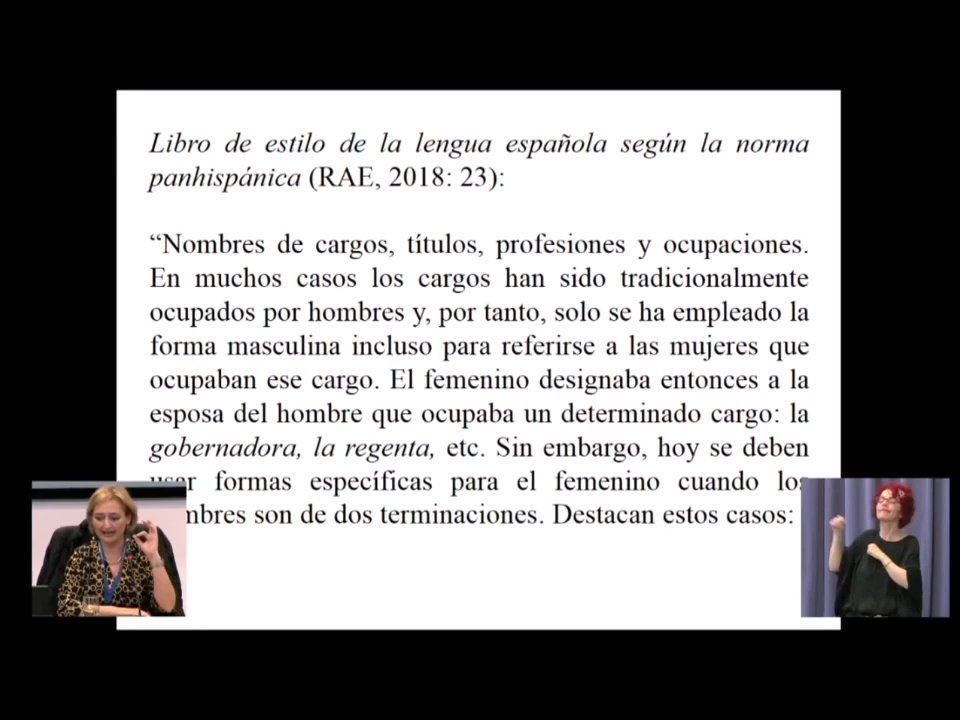 Libro de estilo de la lengua española según la norma
panhispánica (RAE, 2018: 23):
“Nombres de cargos, títulos, profesiones y ocupaciones.
En muchos casos los cargos han sido tradicionalmente
ocupados por hombres y, por tanto, solo se ha empleado la
forma masculina incluso para referirse a las mujeres que
ocupaban ese cargo. El femenino designaba entonces a la
esposa del hombre que ocupaba un determinado cargo: la
gobernadora, la regenta, etc. Sin embargo, hoy se deben
usar formas específicas para el femenino cuando los
son de dos terminaciones. Destacan estos casos: